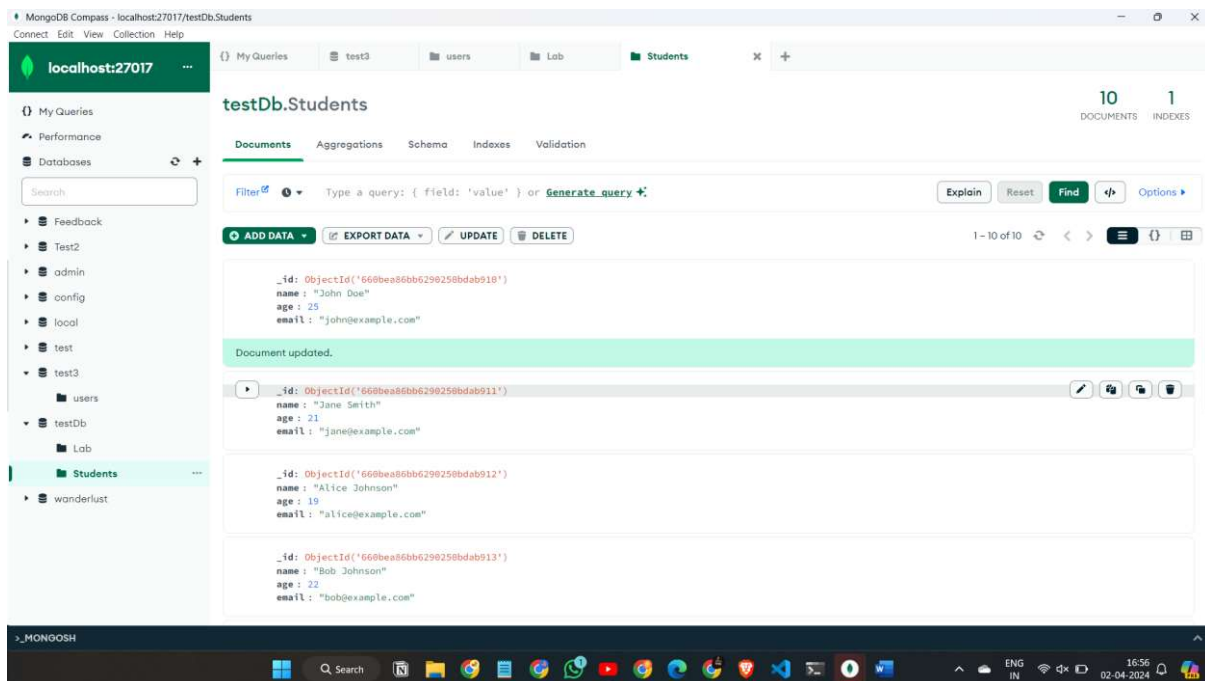 MongoDB Compass - localhost:27017/testDb.Students
Connect Edit View Collection Help
localhost:27017 ...
{} My Queries
test3
users
Lab
Students
My Queries
Performance
Databases
Search
Feedback
Test2
admin
config
local
test
test3
users
testDb
Lab
Students ...
wanderlust
testDb.Students
10
DOCUMENTS
1
INDEXES
Documents Aggregations Schema Indexes Validation
Filter Type a query: { field: 'value' } or Generate query
Explain Reset Find </> Options
ADD DATA EXPORT DATA UPDATE DELETE
1 – 10 of 10
{}
_id: ObjectId('660bea86bb6290250bdab910')
name : "John Doe"
age : 25
email : "john@example.com"
Document updated.
_id: ObjectId('660bea86bb6290250bdab911')
name : "Jane Smith"
age : 21
email : "jane@example.com"
_id: ObjectId('660bea86bb6290250bdab912')
name : "Alice Johnson"
age : 19
email : "alice@example.com"
_id: ObjectId('660bea86bb6290250bdab913')
name : "Bob Johnson"
age : 22
email : "bob@example.com"
>_MONGOSH
Search
ENG
IN
16:56
02-04-2024